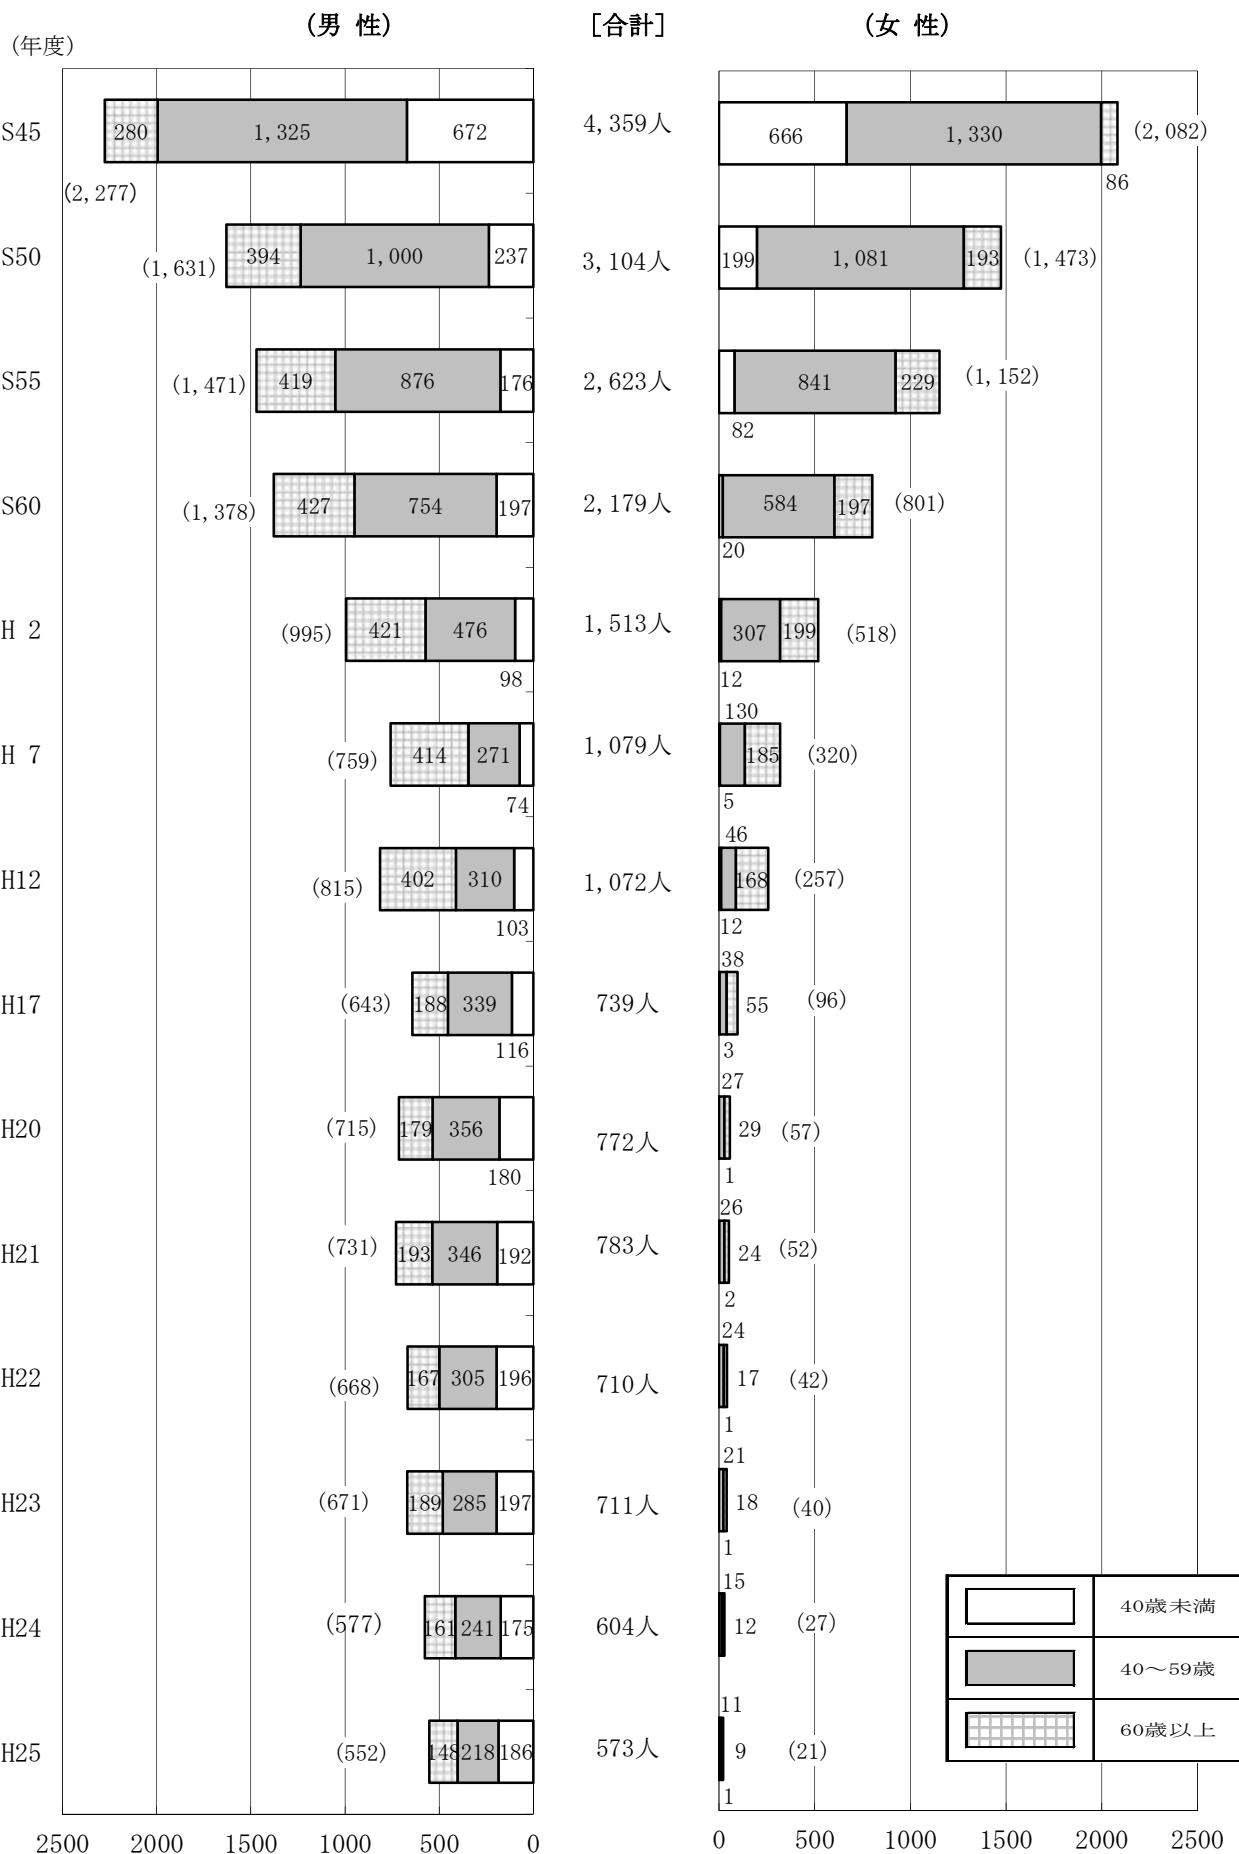 (男 性) [合計] (女 性)
(年度)
S45 280 1,325 672 4,359人 666 1,330 (2,082)
(2,277) 86
S50 (1,631) 394 1,000 237 3,104人 199 1,081 193 (1,473)
S55 (1,471) 419 876 176 2,623人 841 229 (1,152)
82
S60 (1,378) 427 754 197 2,179人 584 197 (801)
20
H 2 (995) 421 476 1,513人 307 199 (518)
98 12
130
H 7 (759) 414 271 1,079人 185 (320)
74 5
46
H12 (815) 402 310 1,072人 168 (257)
103 12
38
H17 (643) 188 339 739人 55 (96)
116 3
27
H20 (715) 179 356 772人 29 (57)
180 1
26
H21 (731) 193 346 192 783人 24 (52)
2
24
H22 (668) 167 305 196 710人 17 (42)
1
21
H23 (671) 189 285 197 711人 18 (40)
1
15
H24 (577) 161 241 175 604人 12 (27)
11
H25 (552) 148 218 186 573人 9 (21)
1
40歳未満
40～59歳
60歳以上
2500 2000 1500 1000 500 0 0 500 1000 1500 2000 2500